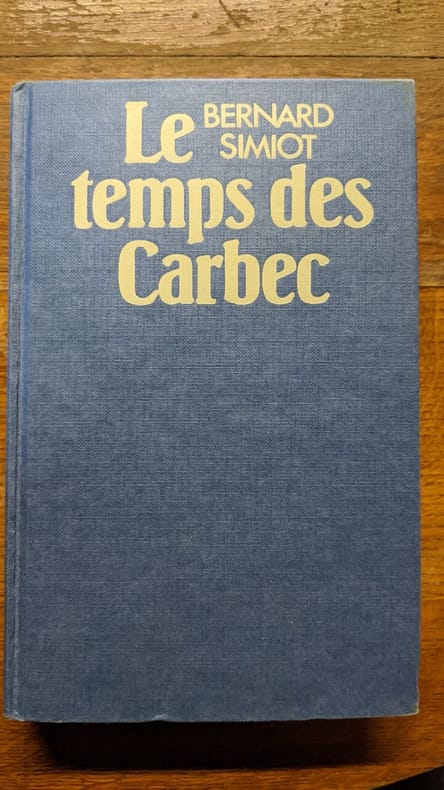 Le
BERNARD
SIMIOT
temps des
Carbec